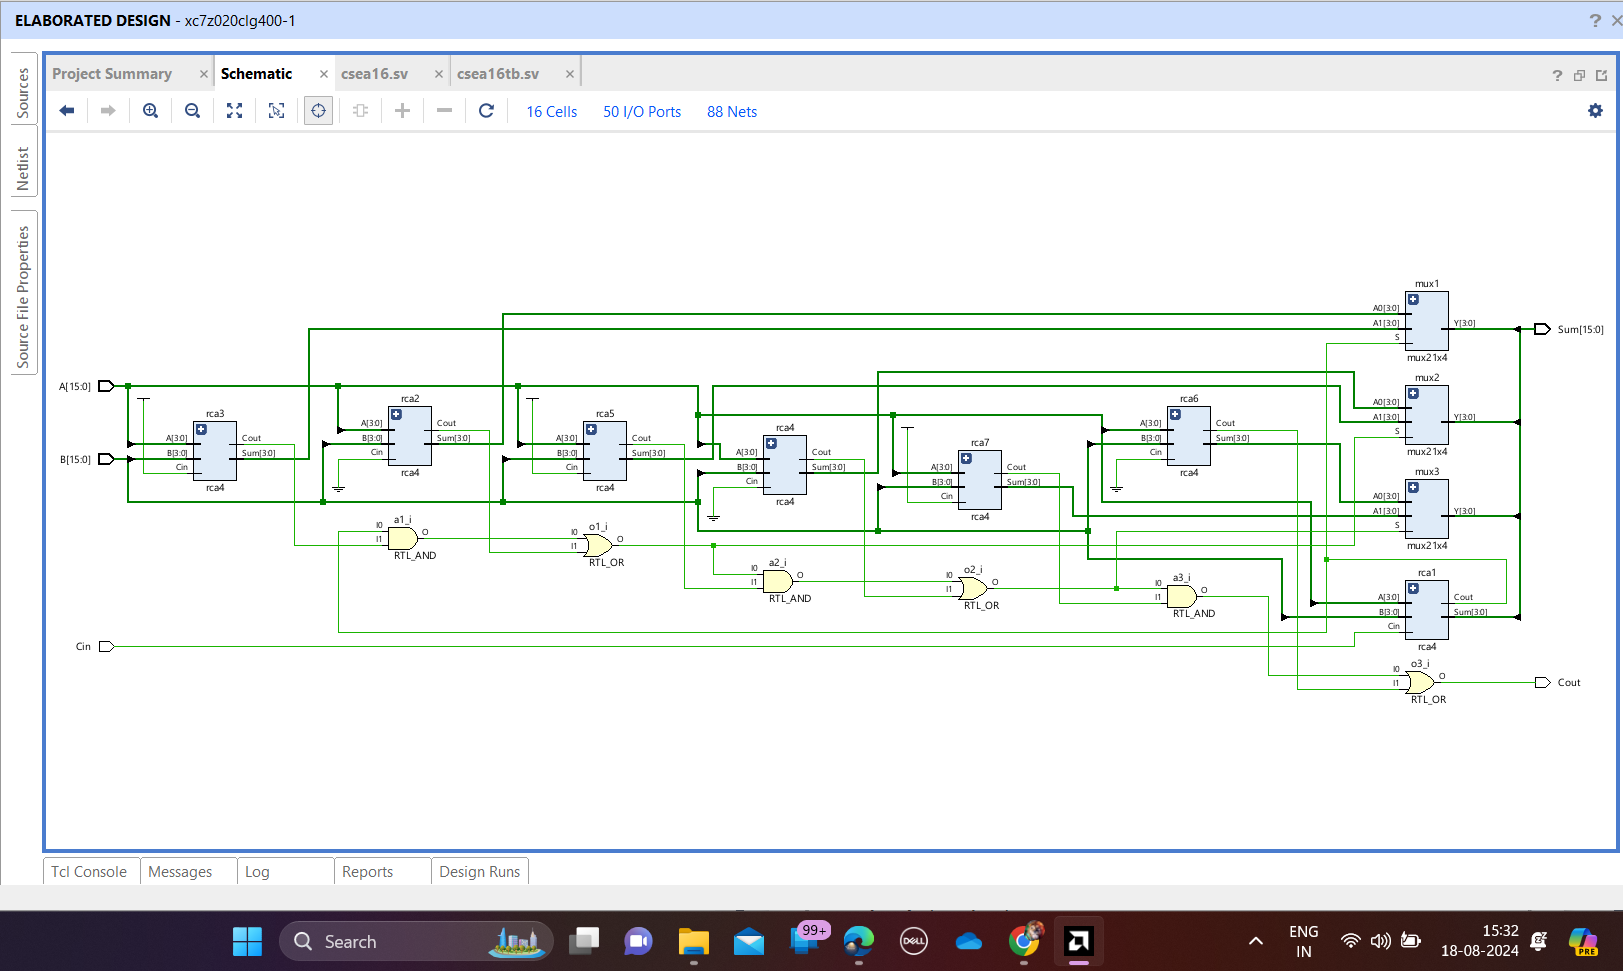 ELABORATED DESIGN - xc7z020clg400-1
Sources
Netlist
Source File Properties
Project Summary
Schematic
csea16.sv
csea16tb.sv
16 Cells
50 I/O Ports
88 Nets
mux1
A0[3:0]
A1[3:0]
S
Y[3:0]
mux21x4
Sum[15:0]
mux2
A0[3:0]
A1[3:0]
S
Y[3:0]
mux21x4
A[15:0]
B[15:0]
rca3
A[3:0]
B[3:0]
Cin
Cout
Sum[3:0]
rca4
rca2
A[3:0]
B[3:0]
Cin
Cout
Sum[3:0]
rca4
rca5
A[3:0]
B[3:0]
Cin
Cout
Sum[3:0]
rca4
rca4
A[3:0]
B[3:0]
Cin
Cout
Sum[3:0]
rca4
rca7
A[3:0]
B[3:0]
Cin
Cout
Sum[3:0]
rca4
rca6
A[3:0]
B[3:0]
Cin
Cout
Sum[3:0]
rca4
mux3
A0[3:0]
A1[3:0]
S
Y[3:0]
mux21x4
a1_i
I0
I1
O
RTL_AND
o1_i
I0
I1
O
RTL_OR
a2_i
I0
I1
O
RTL_AND
o2_i
I0
I1
O
RTL_OR
a3_i
I0
I1
O
RTL_AND
rca1
A[3:0]
B[3:0]
Cin
Cout
Sum[3:0]
rca4
Cin
o3_i
I0
I1
O
RTL_OR
Cout
Tcl Console
Messages
Log
Reports
Design Runs
Search
99+
DELL
ENG
IN
15:32
18-08-2024
PRE